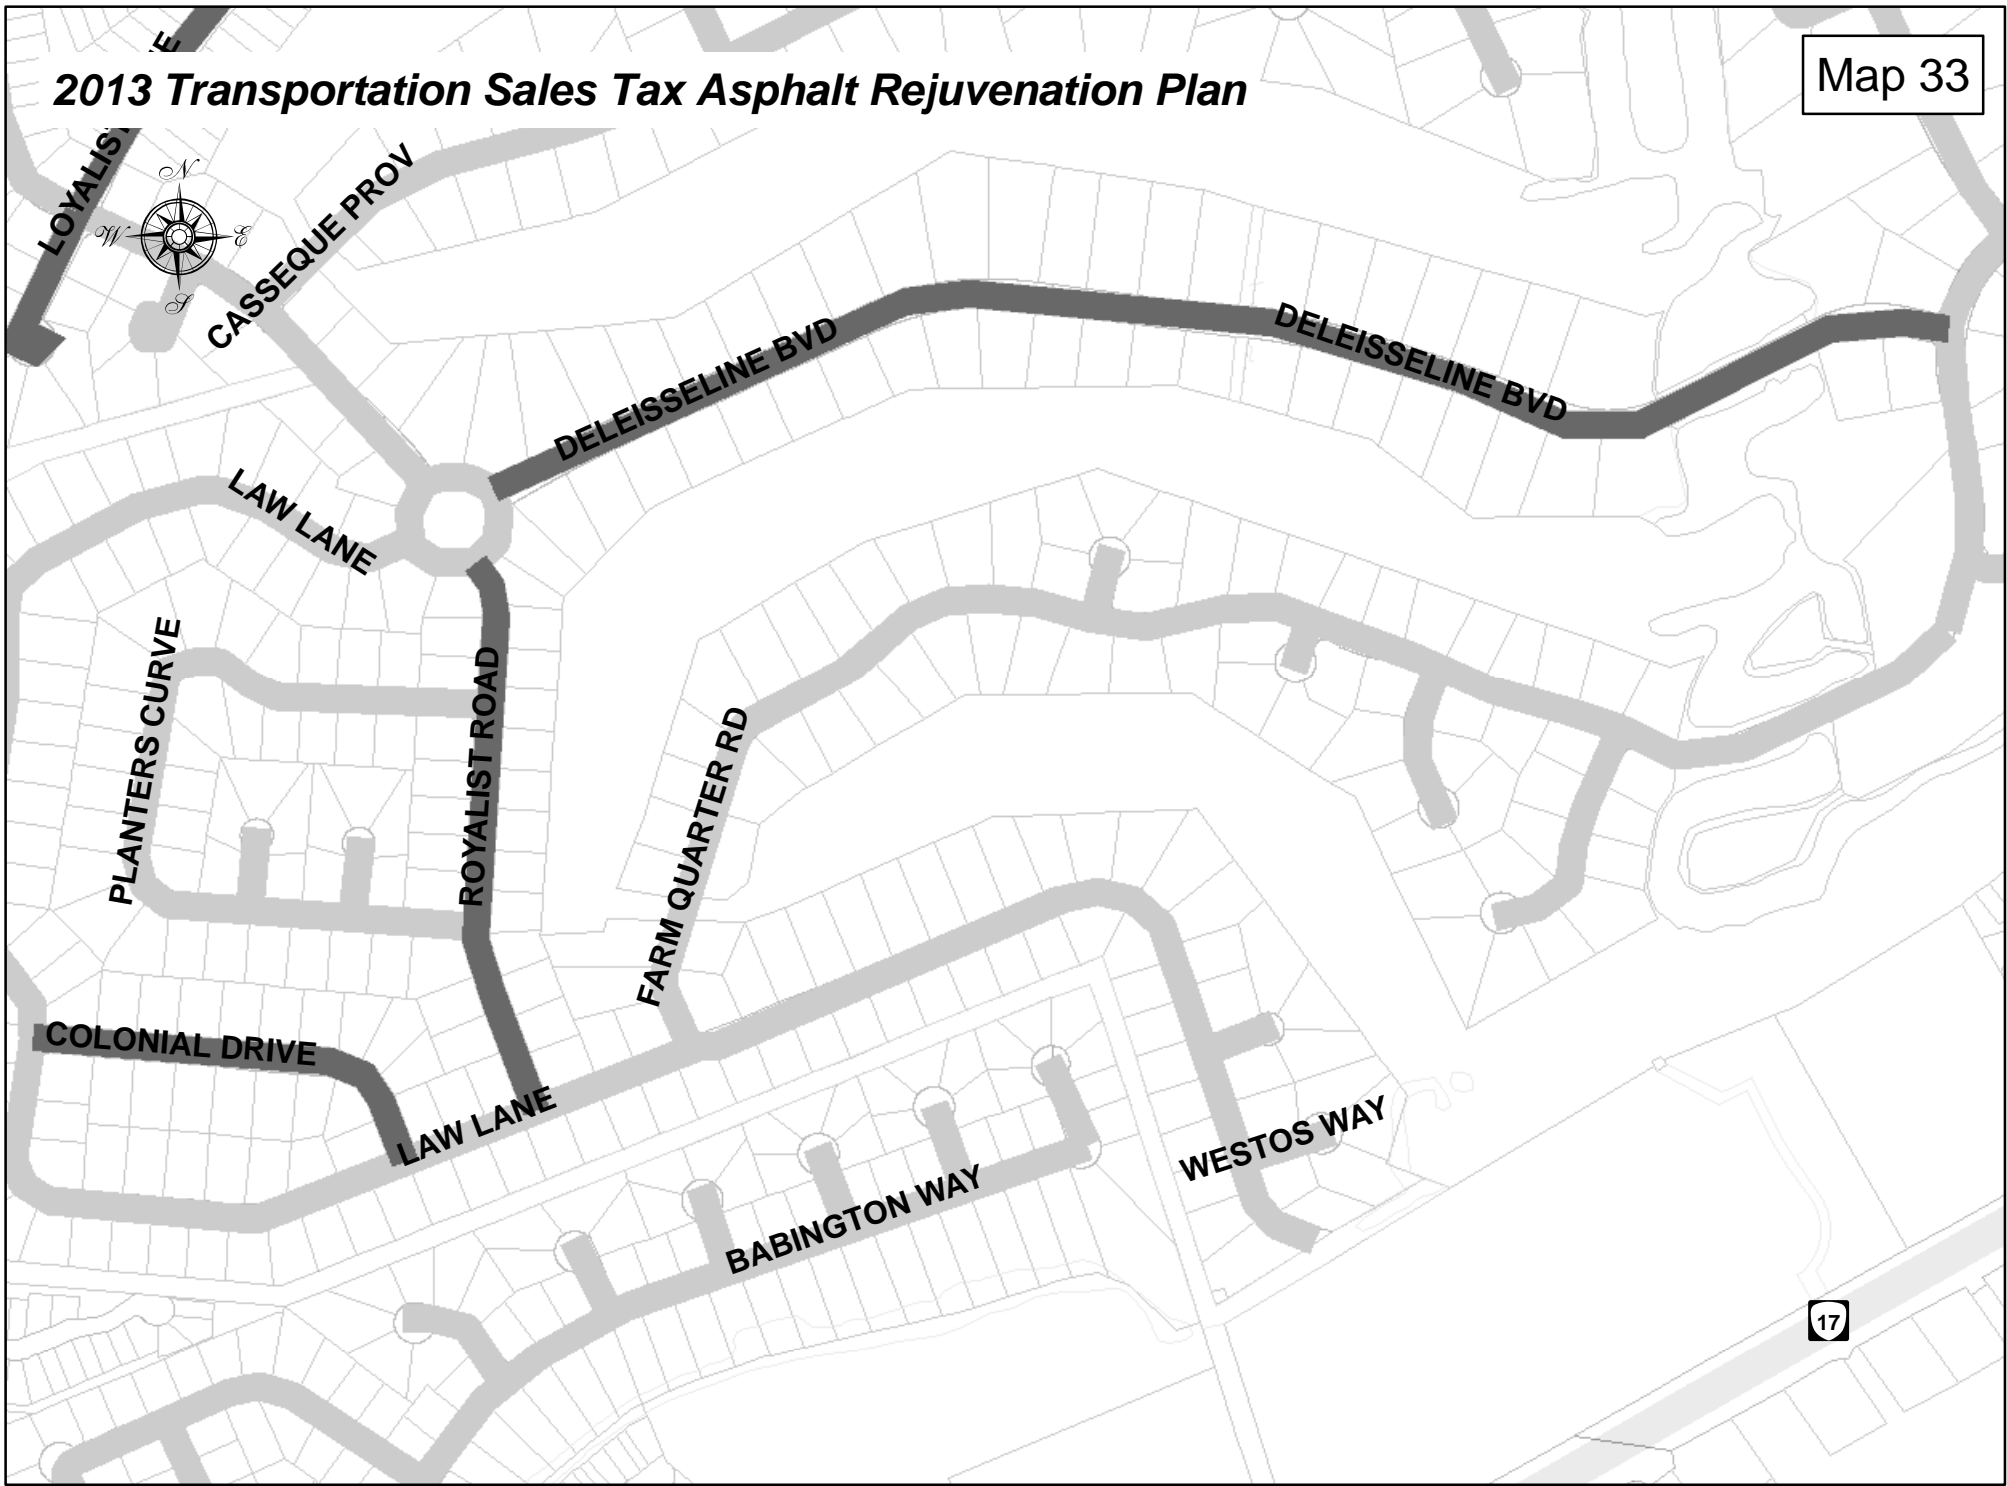 2013 Transportation Sales Tax Asphalt Rejuvenation Plan
Map 33
N
W
E
S
CASSEQUE PROV
DELEISSELINE BVD
DELEISSELINE BVD
LAW LANE
PLANTERS CURVE
ROYALIST ROAD
FARM QUARTER RD
COLONIAL DRIVE
LAW LANE
WESTOS WAY
BABINGTON WAY
17